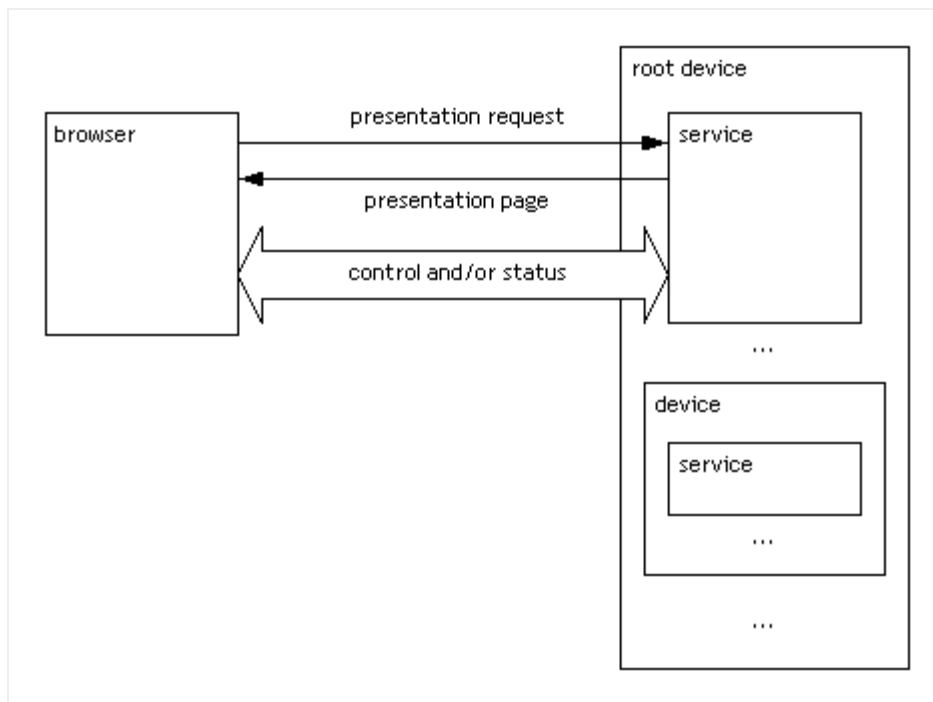 root device
presentation request
browser
service
presentation page
control and/or status
...
device
service
...
...